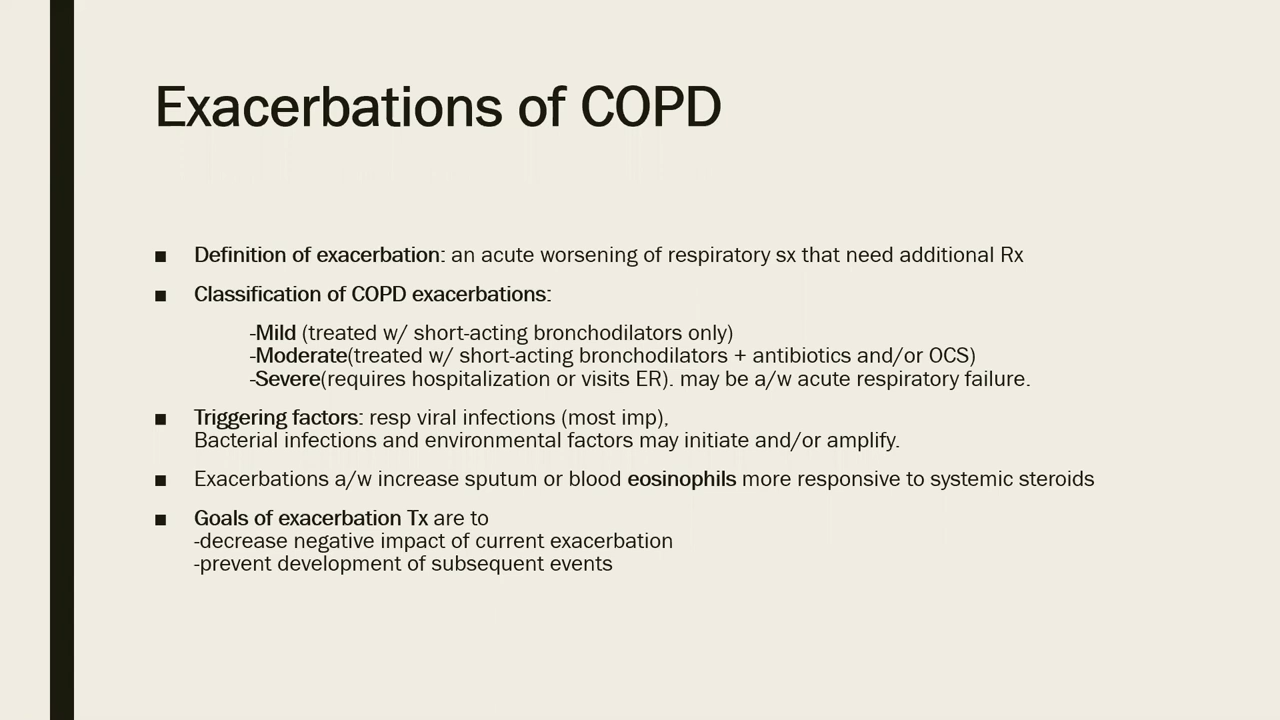 Exacerbations of COPD
■ Definition of exacerbation: an acute worsening of respiratory sx that need additional Rx
■ Classification of COPD exacerbations:
-Mild (treated w/ short-acting bronchodilators only)
-Moderate(treated w/ short-acting bronchodilators + antibiotics and/or OCS)
-Severe(requires hospitalization or visits ER). may be a/w acute respiratory failure.
■ Triggering factors: resp viral infections (most imp),
Bacterial infections and environmental factors may initiate and/or amplify.
■ Exacerbations a/w increase sputum or blood eosinophils more responsive to systemic steroids
■ Goals of exacerbation Tx are to
-decrease negative impact of current exacerbation
-prevent development of subsequent events